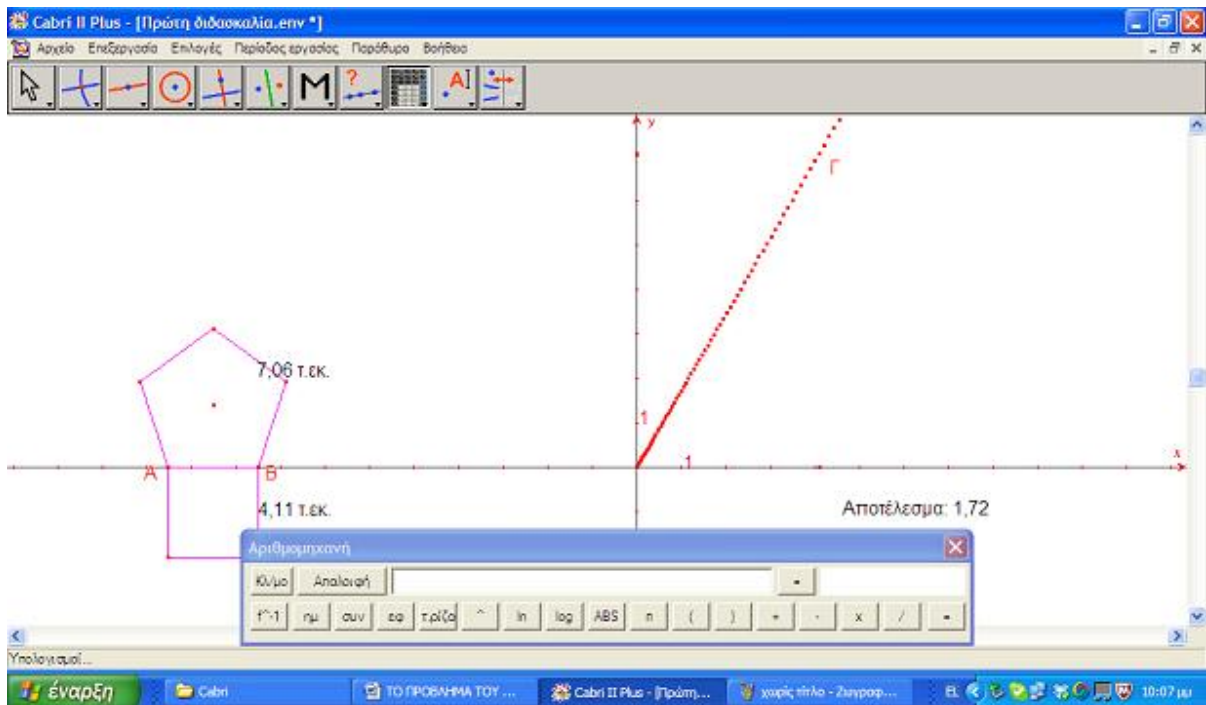 Cabri II Plus - [Πρώτη διδασκαλία.env *]
Αρχείο Επεξεργασία Επιλογές Περίοδος εργασίας Παράθυρο Βοήθεια
M ? A
y
Γ
7,06 τ.εκ.
1
1
x
A B
4,11 τ.εκ.
Αποτέλεσμα: 1,72
Αριθμομηχανή
Κλ/μο Απαλοιφή =
f^-1 ημ συν εφ τ.ρίζα ^ ln log ABS π ( ) + - x / =
Υπολογισμοί...
έναρξη Cabri ΤΟ ΠΡΟΒΛΗΜΑ ΤΟΥ ... Cabri II Plus - [Πρώτη... χωρίς τίτλο - Ζωγραφ... EL 10:07 μμ